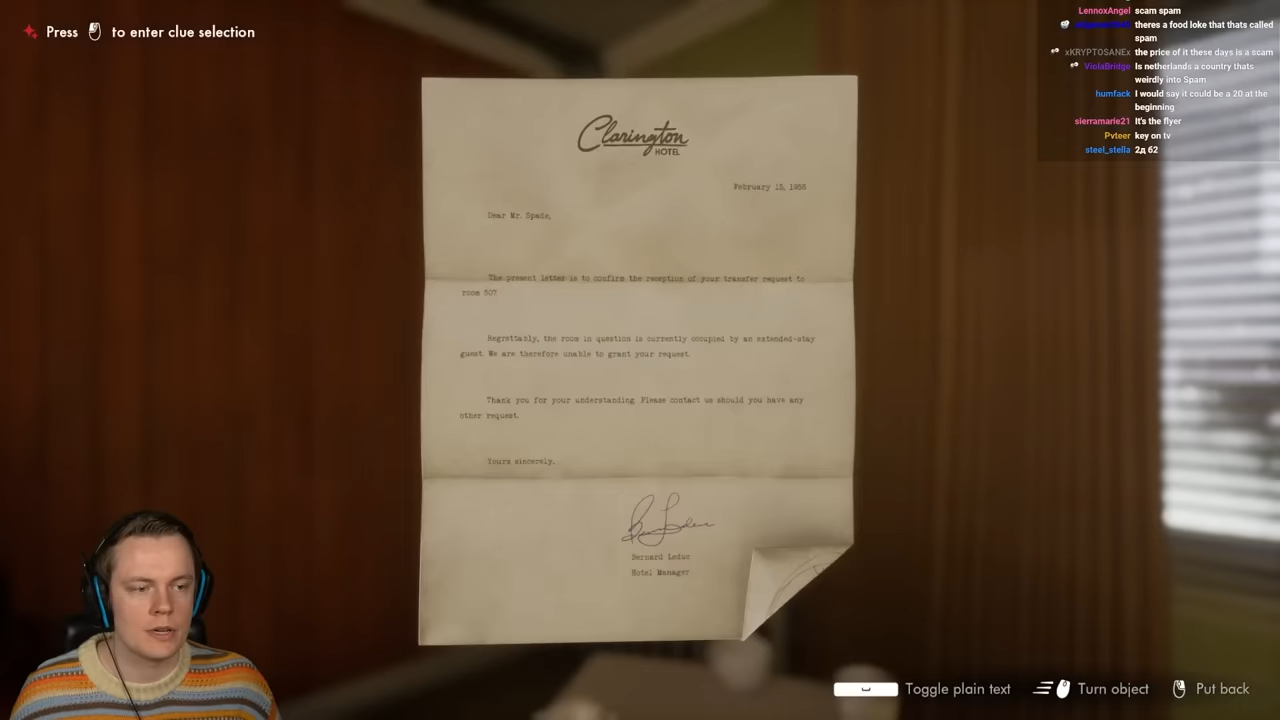 Press to enter clue selection
LennoxAngel scam spam
theres a food loke that thats called
spam
xKRYPTOSANEx the price of it these days is a scam
ViolaBridge Is netherlands a country thats
weirdly into Spam
humfack I would say it could be a 20 at the
beginning
sierramarie21 It's the flyer
Pvteer key on tv
steel_stella 2д 62
Clarington
HOTEL
February 15, 1958
Dear Mr. Spade,
The present letter is to confirm the reception of your transfer request to
room 507.
Regrettably, the room in question is currently occupied by an extended-stay
guest. We are therefore unable to grant your request.
Thank you for your understanding. Please contact us should you have any
other request.
Yours sincerely.
Bernard Leduc
Hotel Manager
Toggle plain text Turn object Put back